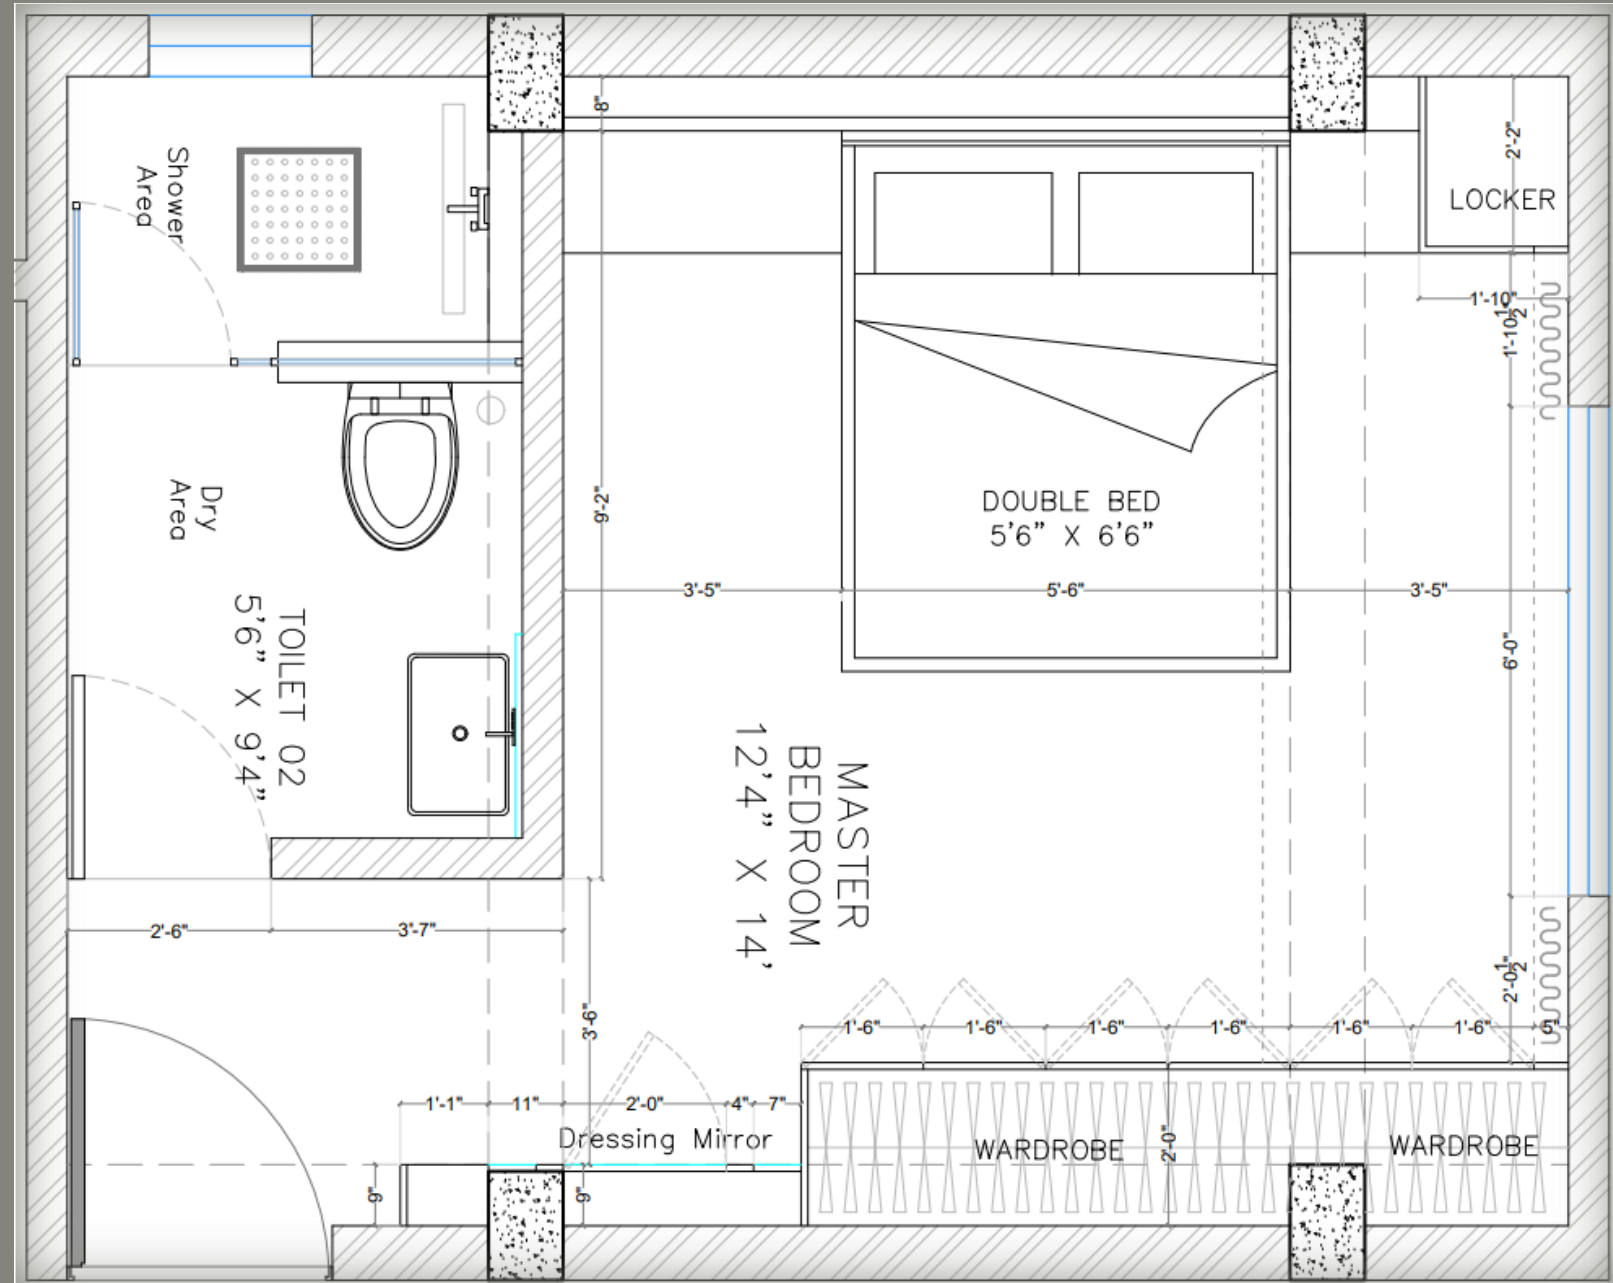 8"
2'-2"
LOCKER
Shower
Area
1'-10"
1'-10½"
9'-2"
DOUBLE BED
5'6” X 6'6”
Dry
Area
3'-5"
5'-6"
3'-5"
TOILET 02
5'6” X 9'4”
6'-0"
MASTER
BEDROOM
12'4” X 14'
2'-6"
3'-7"
2'-0½"
3'-6"
1'-6"
1'-6"
1'-6"
1'-6"
1'-6"
1'-6"
5"
1'-1"
11"
2'-0"
4"
7"
Dressing Mirror
WARDROBE
2'-0"
WARDROBE
9"
9"